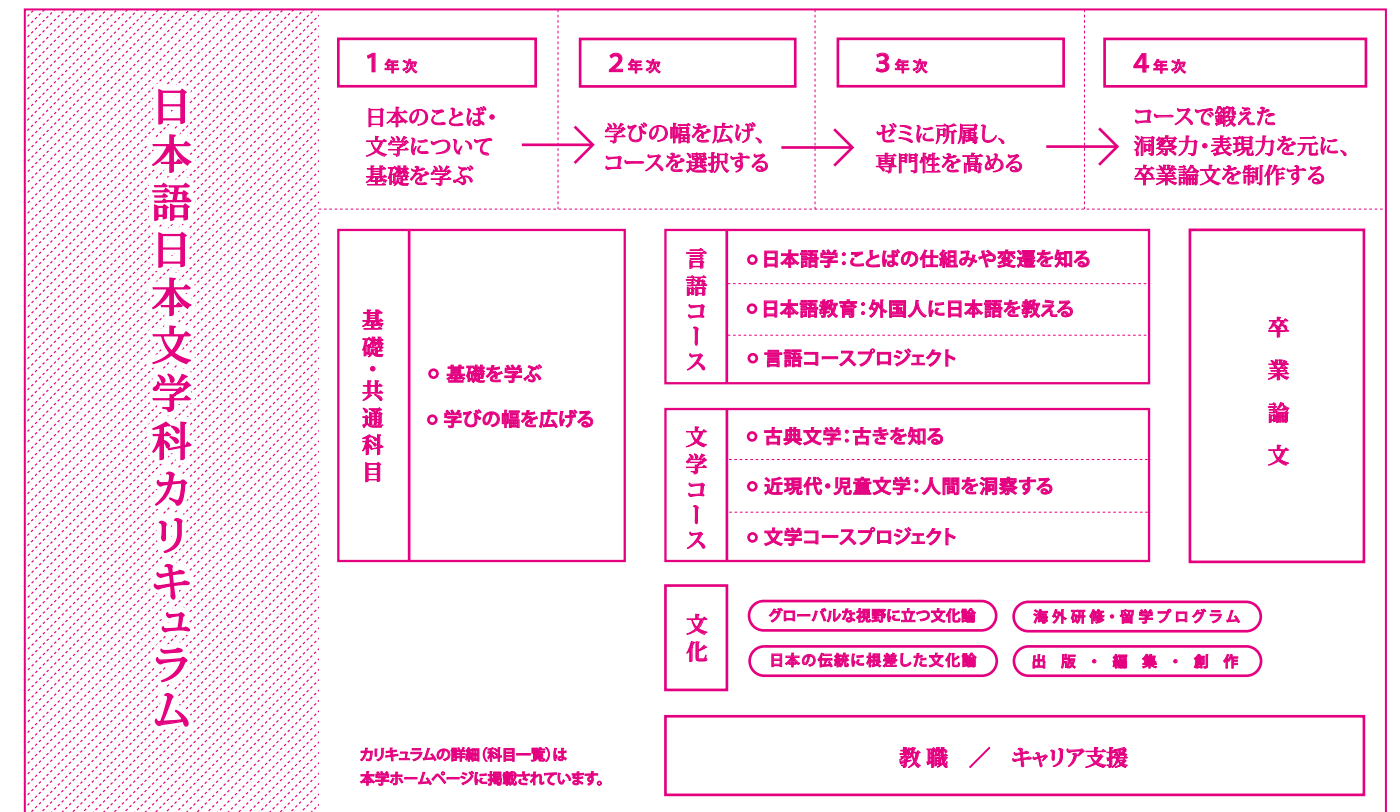 日本語日本文学科カリキュラム
1年次
日本のことば・
文学について
基礎を学ぶ
2年次
学びの幅を広げ、
コースを選択する
3年次
ゼミに所属し、
専門性を高める
4年次
コースで鍛えた
洞察力・表現力を元に、
卒業論文を制作する
基礎・共通科目
基礎を学ぶ
学びの幅を広げる
言語コース
日本語学：ことばの仕組みや変遷を知る
日本語教育：外国人に日本語を教える
言語コースプロジェクト
文学コース
古典文学：古きを知る
近現代・児童文学：人間を洞察する
文学コースプロジェクト
卒業論文
文化
グローバルな視野に立つ文化論
海外研修・留学プログラム
日本の伝統に根差した文化論
出版・編集・創作
教職 ／ キャリア支援
カリキュラムの詳細（科目一覧）は
本学ホームページに掲載されています。